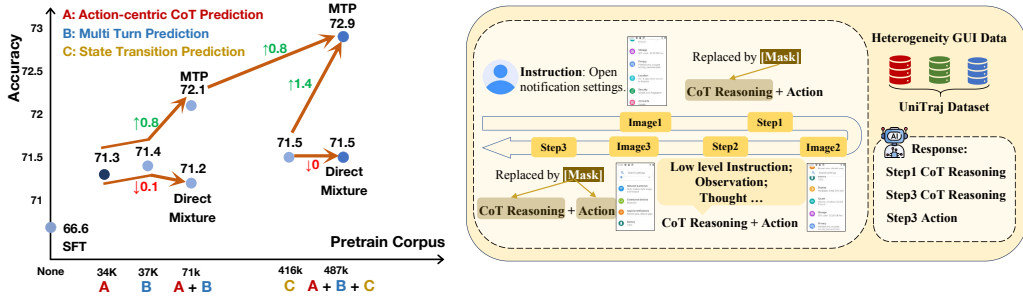 A: Action-centric CoT Prediction
B: Multi Turn Prediction
C: State Transition Prediction
Accuracy
73
72.5
72
71.5
71
MTP
72.9
↑0.8
MTP
72.1
↑1.4
↑0.8
71.3
71.4
71.2
↓0.1
Direct
Mixture
71.5
71.5
↓0
Direct
Mixture
66.6
SFT
Pretrain Corpus
None
34K
37K
71k
416k
487k
A
B
A + B
C
A + B + C
Instruction: Open
notification settings.
Replaced by [Mask]
CoT Reasoning + Action
Image1
Step1
Step3
Image3
Step2
Image2
Replaced by [Mask]
CoT Reasoning + Action
Low level Instruction;
Observation;
Thought …
CoT Reasoning + Action
Heterogeneity GUI Data
UniTraj Dataset
AI
Response:
Step1 CoT Reasoning
Step3 CoT Reasoning
Step3 Action